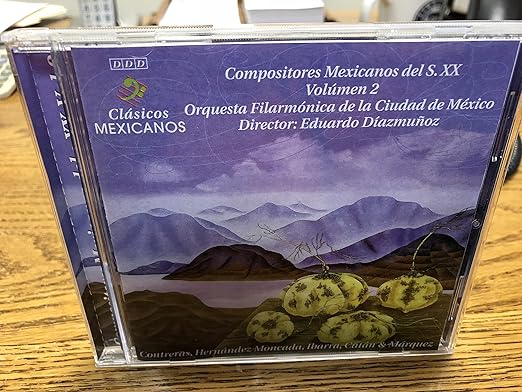 DDD
Clásicos
MEXICANOS
Compositores Mexicanos del S. XX
Volúmen 2
Orquesta Filarmónica de la Ciudad de México
Director: Eduardo Díazmuñoz
Contreras, Hernández-Moncada, Ibarra, Catán & Márquez